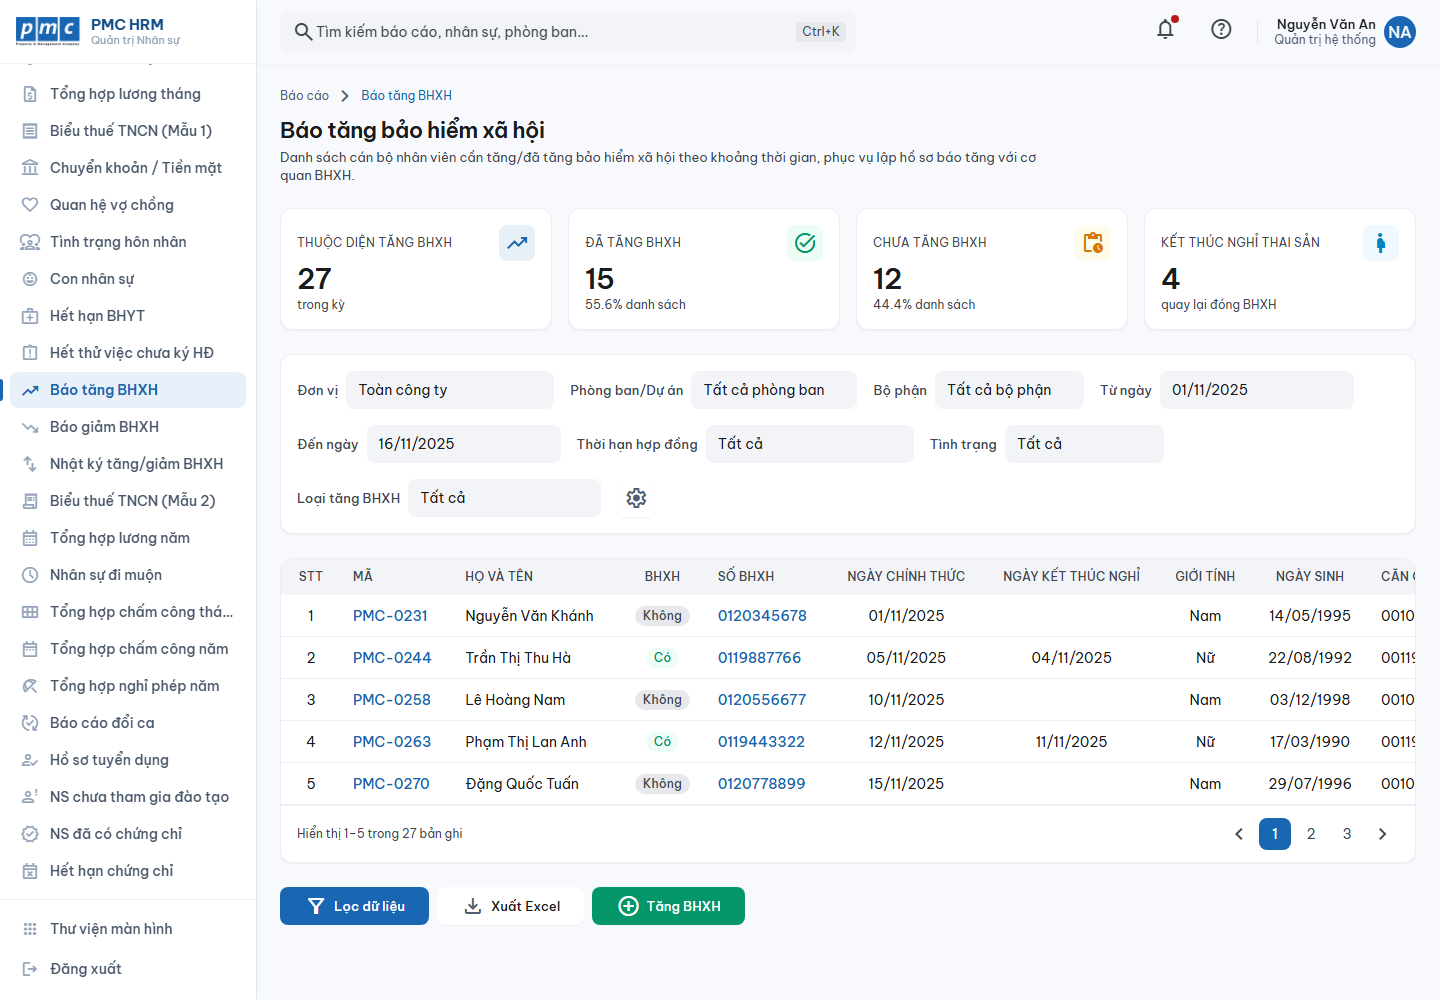 pmc
PMC HRM
Quản trị Nhân sự
Tổng hợp lương tháng
Biểu thuế TNCN (Mẫu 1)
Chuyển khoản / Tiền mặt
Quan hệ vợ chồng
Tình trạng hôn nhân
Con nhân sự
Hết hạn BHYT
Hết thử việc chưa ký HĐ
Báo tăng BHXH
Báo giảm BHXH
Nhật ký tăng/giảm BHXH
Biểu thuế TNCN (Mẫu 2)
Tổng hợp lương năm
Nhân sự đi muộn
Tổng hợp chấm công thá...
Tổng hợp chấm công năm
Tổng hợp nghỉ phép năm
Báo cáo đổi ca
Hồ sơ tuyển dụng
NS chưa tham gia đào tạo
NS đã có chứng chỉ
Hết hạn chứng chỉ
Thư viện màn hình
Đăng xuất
Tìm kiếm báo cáo, nhân sự, phòng ban... Ctrl+K
Nguyễn Văn An
Quản trị hệ thống
NA
Báo cáo Báo tăng BHXH
Báo tăng bảo hiểm xã hội
Danh sách cán bộ nhân viên cần tăng/đã tăng bảo hiểm xã hội theo khoảng thời gian, phục vụ lập hồ sơ báo tăng với cơ
quan BHXH.
THUỘC DIỆN TĂNG BHXH
27
trong kỳ
ĐÃ TĂNG BHXH
15
55.6% danh sách
CHƯA TĂNG BHXH
12
44.4% danh sách
KẾT THÚC NGHỈ THAI SẢN
4
quay lại đóng BHXH
Đơn vị Toàn công ty Phòng ban/Dự án Tất cả phòng ban Bộ phận Tất cả bộ phận Từ ngày 01/11/2025
Đến ngày 16/11/2025 Thời hạn hợp đồng Tất cả Tình trạng Tất cả
Loại tăng BHXH Tất cả
STT MÃ HỌ VÀ TÊN BHXH SỐ BHXH NGÀY CHÍNH THỨC NGÀY KẾT THÚC NGHỈ GIỚI TÍNH NGÀY SINH CĂN
1 PMC-0231 Nguyễn Văn Khánh Không 0120345678 01/11/2025 Nam 14/05/1995 0010
2 PMC-0244 Trần Thị Thu Hà Có 0119887766 05/11/2025 04/11/2025 Nữ 22/08/1992 00119
3 PMC-0258 Lê Hoàng Nam Không 0120556677 10/11/2025 Nam 03/12/1998 0010
4 PMC-0263 Phạm Thị Lan Anh Có 0119443322 12/11/2025 11/11/2025 Nữ 17/03/1990 00119
5 PMC-0270 Đặng Quốc Tuấn Không 0120778899 15/11/2025 Nam 29/07/1996 0010
Hiển thị 1–5 trong 27 bản ghi 1 2 3
Lọc dữ liệu Xuất Excel Tăng BHXH